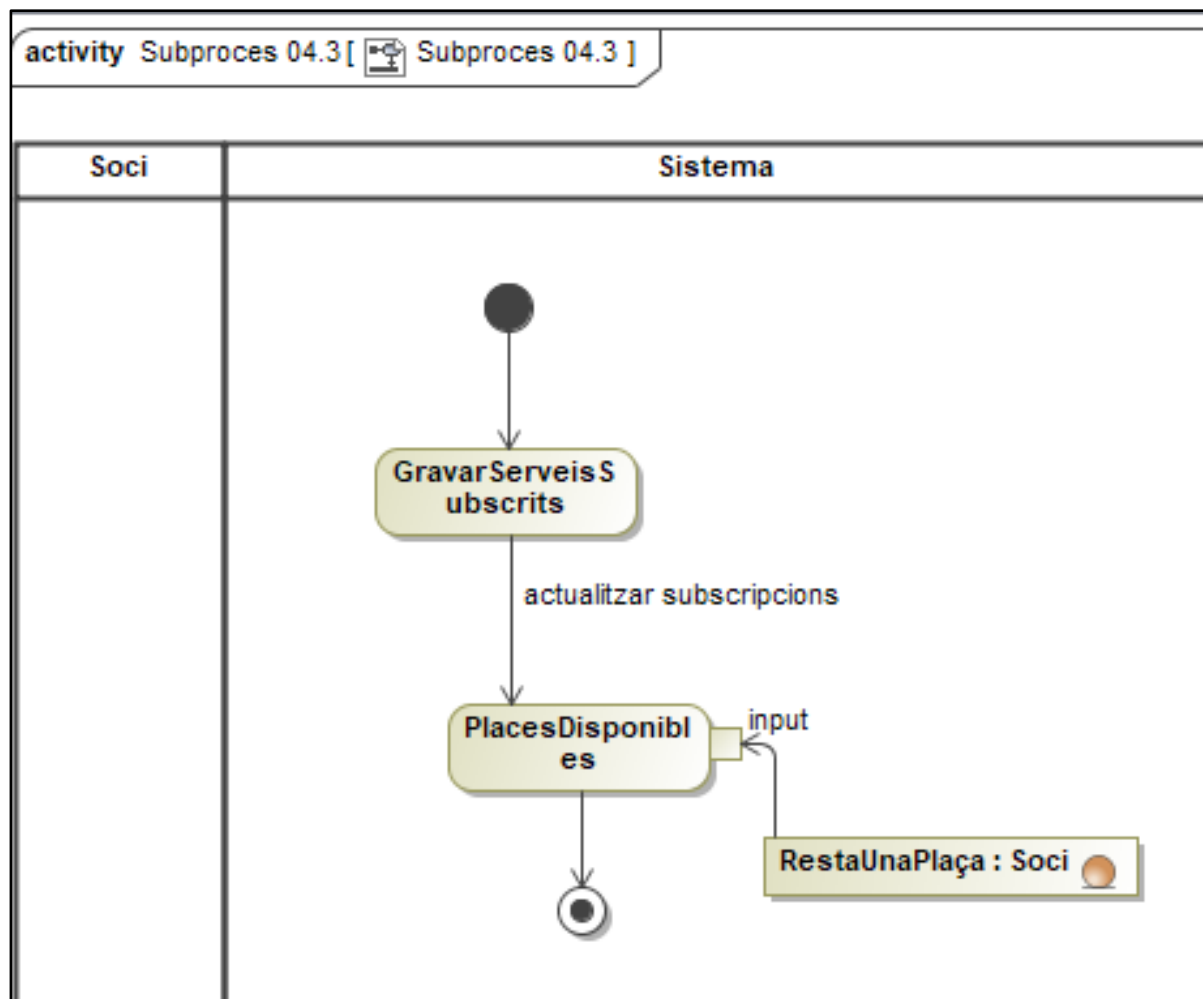 activity Subproces 04.3 [ Subproces 04.3 ]
Soci
Sistema
GravarServeisS
ubscrits
actualitzar subscripcions
PlacesDisponibl
es
input
RestaUnaPlaça : Soci